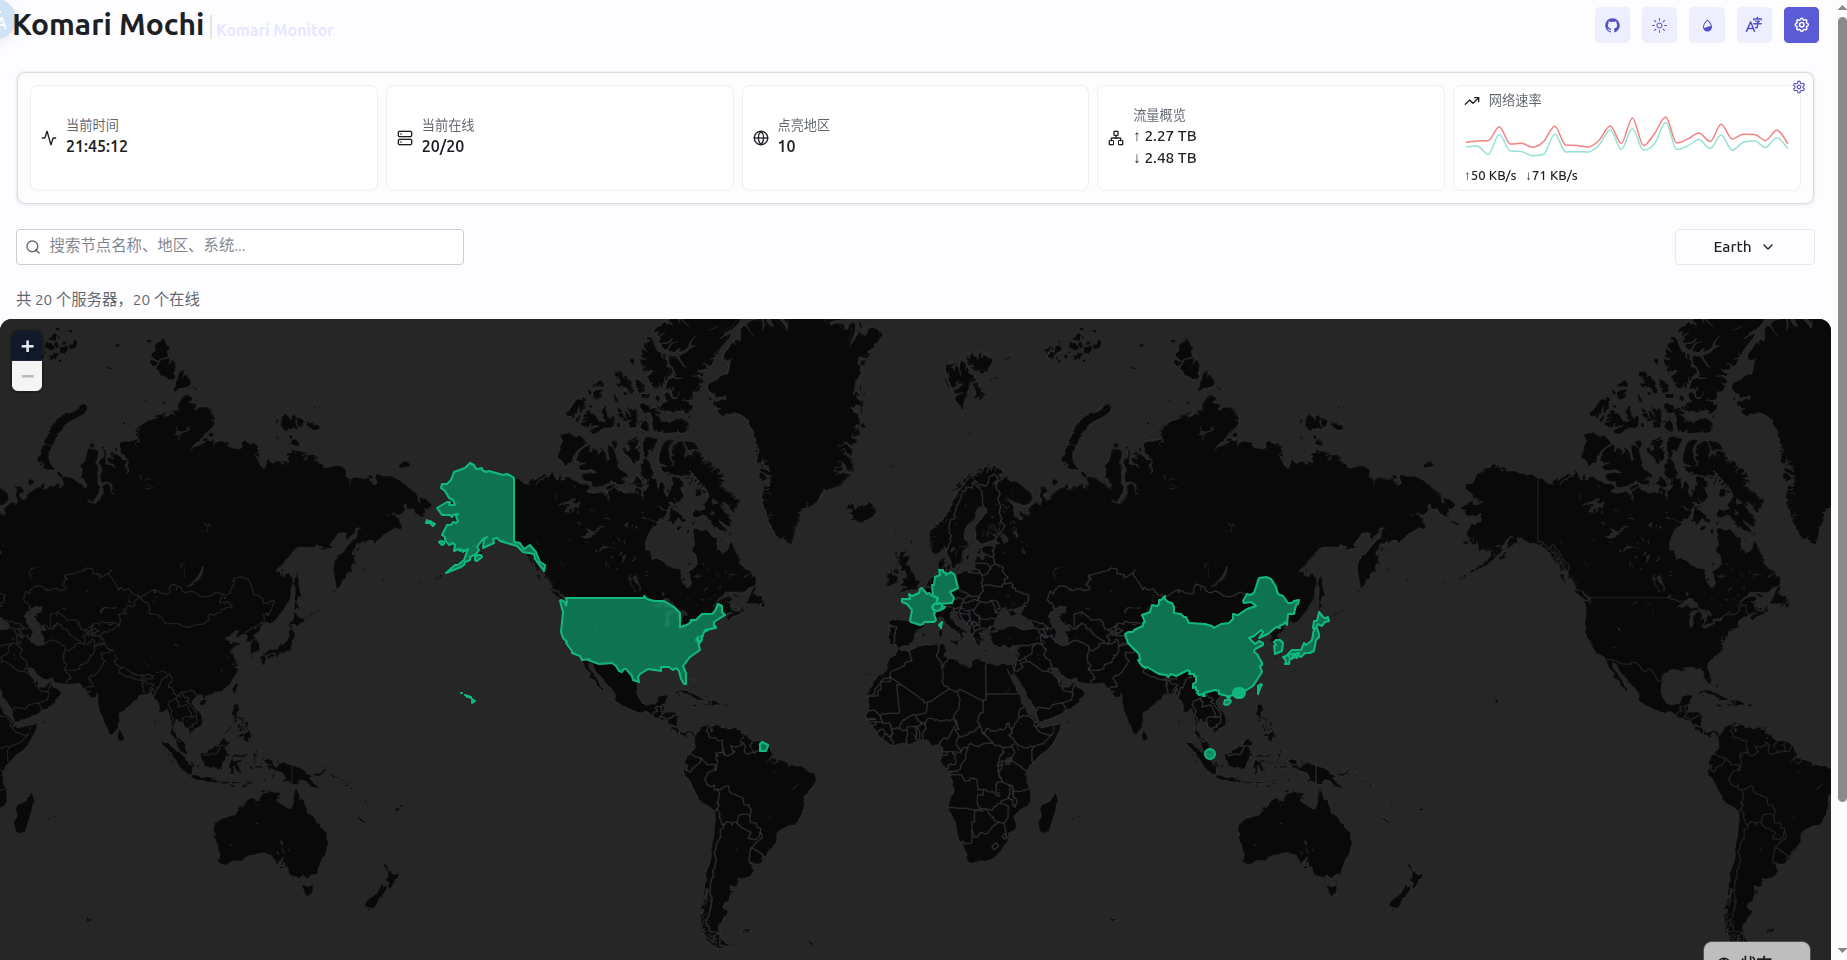 Komari Mochi
Komari Monitor
当前时间
21:45:12
当前在线
20/20
点亮地区
10
流量概览
↑ 2.27 TB
↓ 2.48 TB
网络速率
↑50 KB/s ↓71 KB/s
搜索节点名称、地区、系统...
Earth
共 20 个服务器，20 个在线
+
−